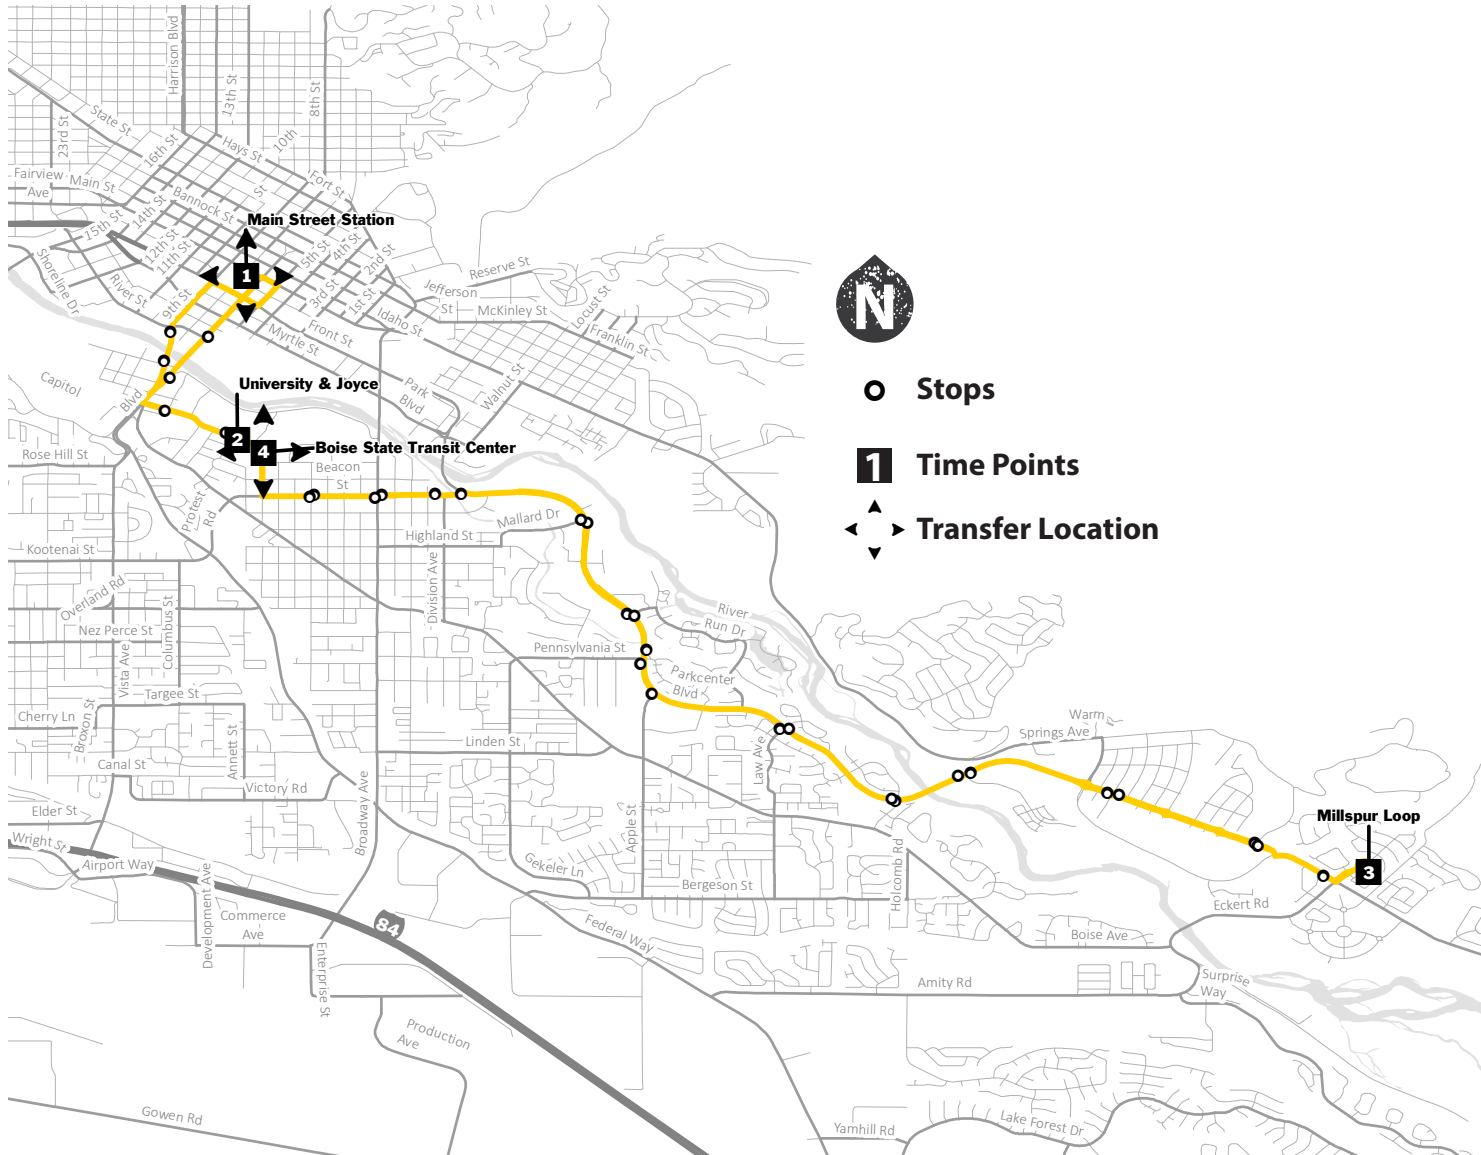 Harrison Blvd
13th St
8th St
10th
St
State St
23rd St
16th St
Hays St
Fort St
Fairview
Ave
Main St
Bannock St
15th St
14th St
12th St
11th St
Main Street Station
5th St
4th St
2nd St
3rd St
1st St
1
Shoreline Dr
River St
9th St
Reserve St
Jefferson
St
McKinley St
Locust St
Franklin St
Idaho St
Front St
Myrtle St
N
Stops
1
Time Points
Transfer Location
Capitol
Blvd
University & Joyce
Park
Blvd
Walnut St
2
4
Boise State Transit Center
Rose Hill St
Beacon
St
Protest
Rd
Mallard Dr
Highland St
Kootenai St
Overland Rd
Columbus St
Division Ave
Nez Perce St
Vista Ave
River
Run Dr
Pennsylvania St
Parkcenter
Blvd
Targee St
Cherry Ln
Broxon St
Annett St
Canal St
Linden St
Law Ave
Warm
Springs Ave
Victory Rd
Elder St
Wright St
Broadway Ave
Apple St
Millspur Loop
3
Airport Way
Gekeler Ln
Bergeson St
Holcomb Rd
Eckert Rd
Development Ave
Commerce
Ave
84
Federal Way
Boise Ave
Enterprise St
Amity Rd
Surprise
Way
Production
Ave
Gowen Rd
Yamhill Rd
Lake Forest Dr